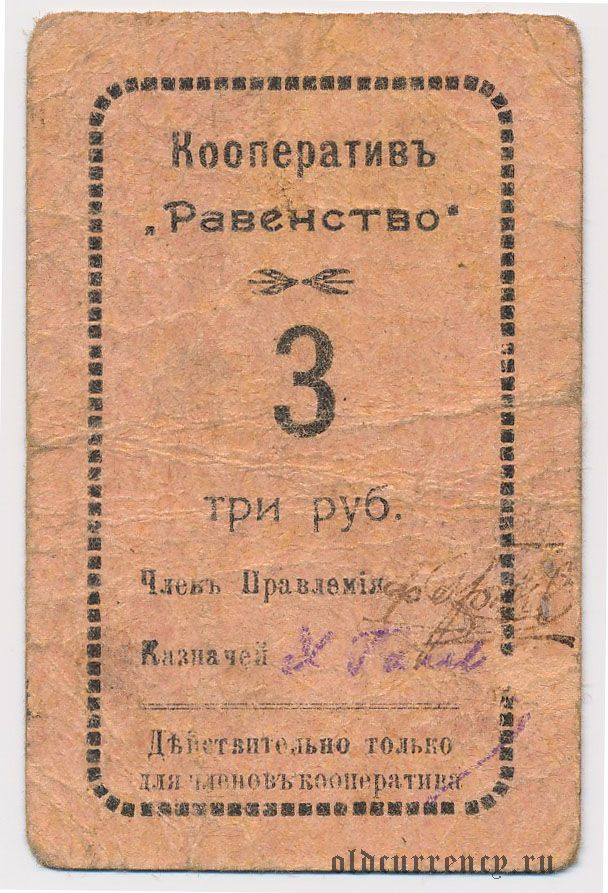 Кооперативъ
„Равенство“
3
три руб.
Членъ Правленія
Казначей
Дѣйствительно только
для членовъ кооператива
oldcurrency.ru